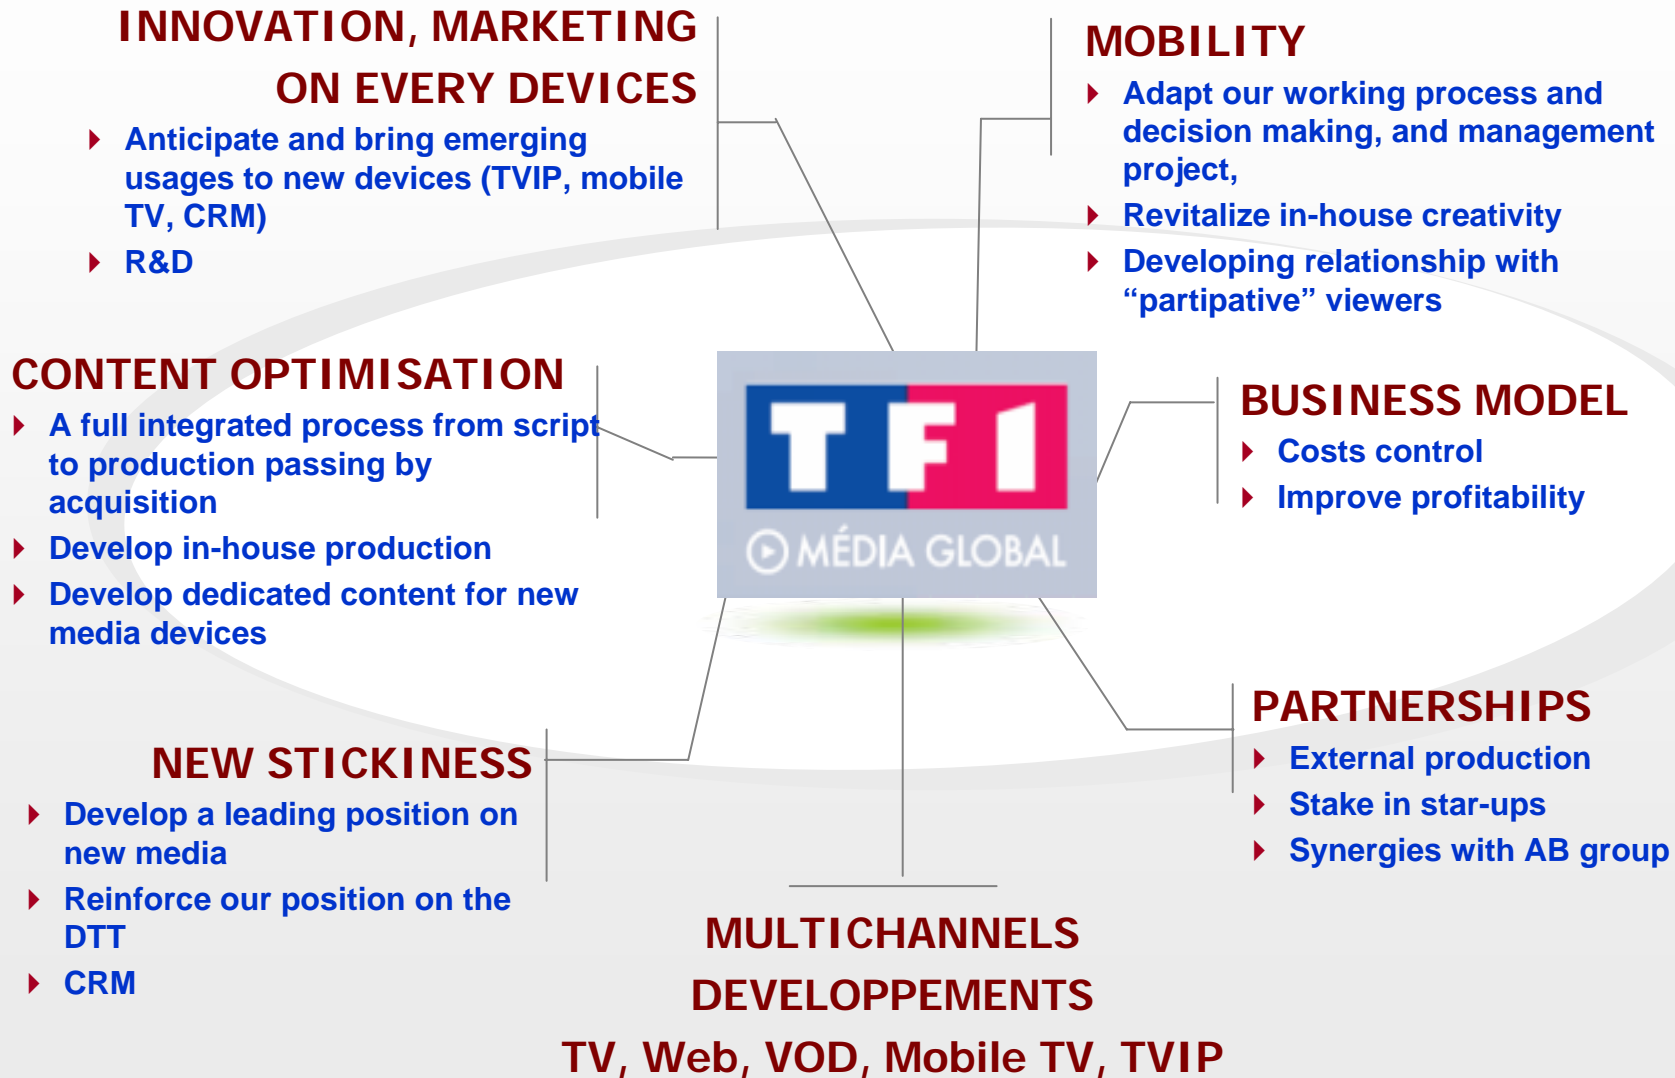 INNOVATION, MARKETING
ON EVERY DEVICES
Anticipate and bring emerging
usages to new devices (TVIP, mobile
TV, CRM)
R&D
MOBILITY
Adapt our working process and
decision making, and management
project,
Revitalize in-house creativity
Developing relationship with
“partipative” viewers
CONTENT OPTIMISATION
A full integrated process from script
to production passing by
acquisition
Develop in-house production
Develop dedicated content for new
media devices
TF1
MÉDIA GLOBAL
BUSINESS MODEL
Costs control
Improve profitability
NEW STICKINESS
Develop a leading position on
new media
Reinforce our position on the
DTT
CRM
PARTNERSHIPS
External production
Stake in star-ups
Synergies with AB group
MULTICHANNELS
DEVELOPPEMENTS
TV, Web, VOD, Mobile TV, TVIP